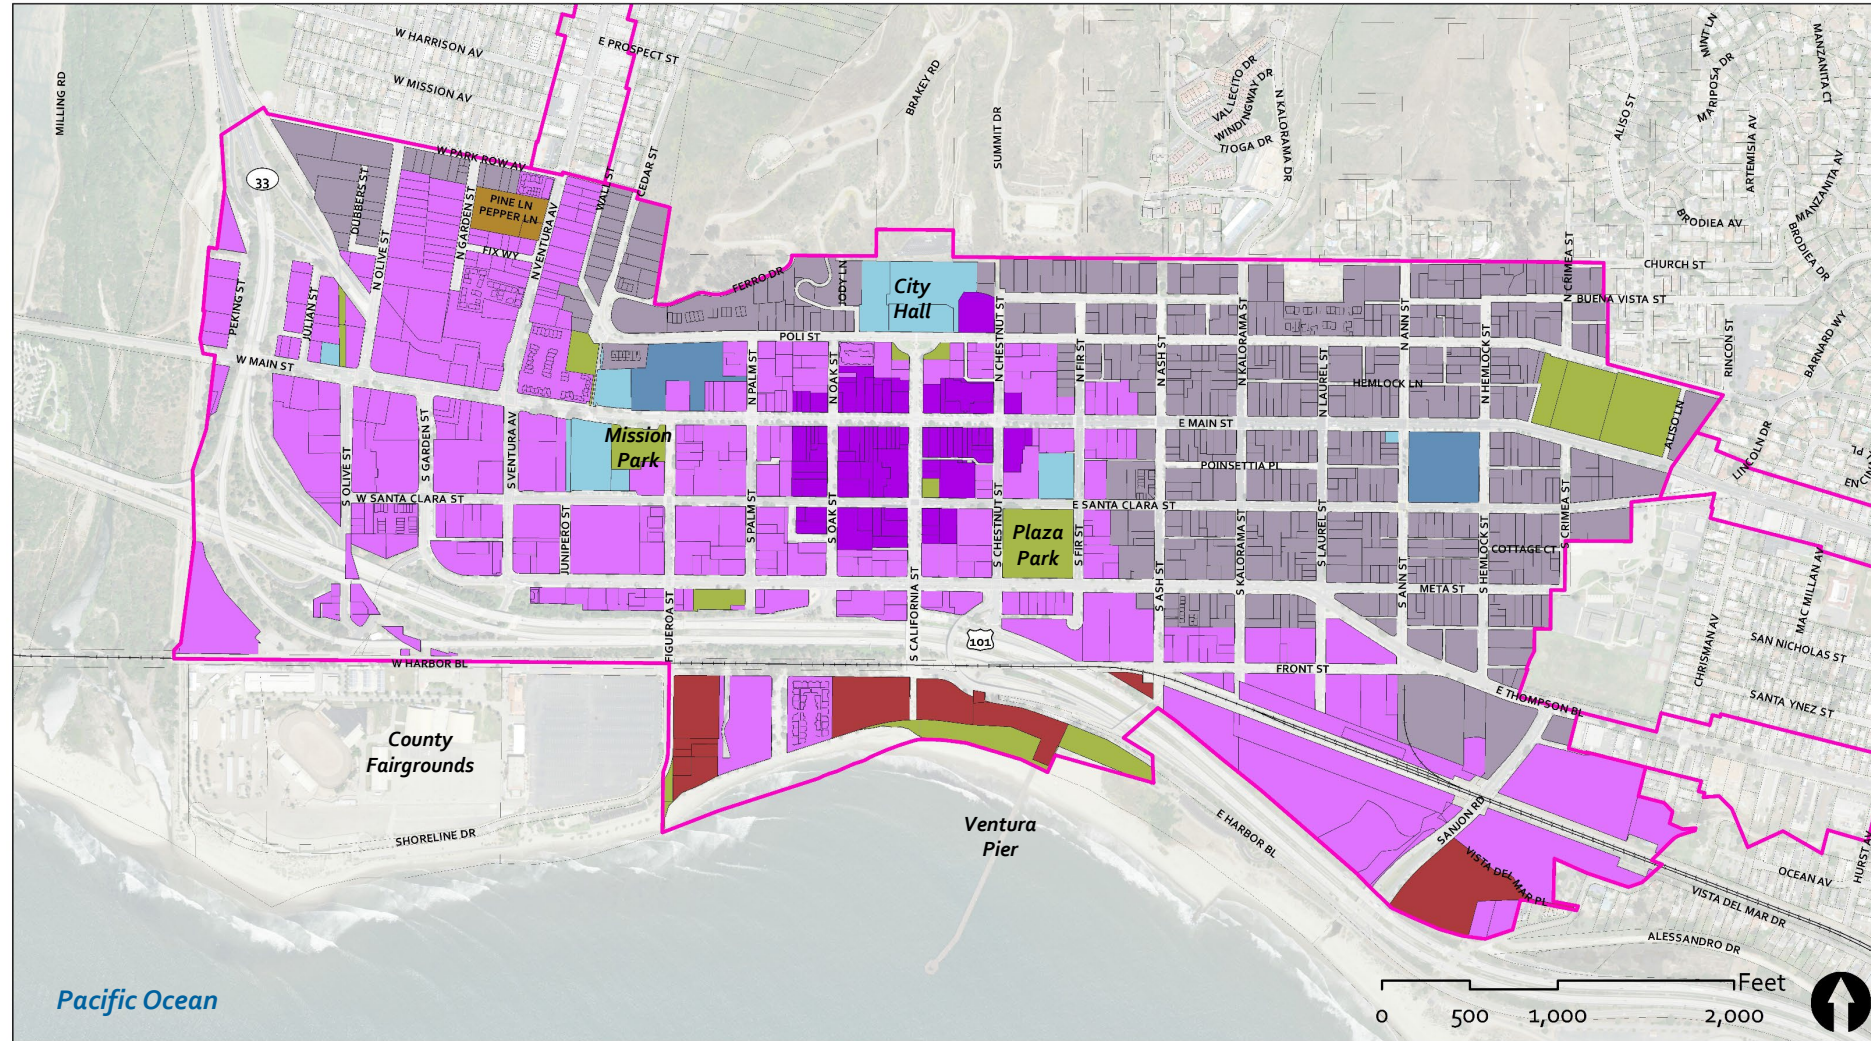 W HARRISON AV
E PROSPECT ST
W MISSION AV
MILLING RD
BRAKEY RD
SUMMIT DR
VALLECITO DR
WINDINGWAY DR
TIOGA DR
N KALORAMA DR
ALISO ST
MINT LN
MARIPOSA DR
MANZANITA CT
ARTEMISIA AV
MANZANITA AV
BRODIEA AV
BRODIEA DR
W PARK ROW AV
33
DUBBERS ST
N GARDEN ST
PINE LN
PEPPER LN
N VENTURA AV
WALL ST
CEDAR ST
N OLIVE ST
FIX WY
PEKING ST
JULIAN ST
FERRO DR
JODY LN
City
Hall
N CRIMEA ST
CHURCH ST
BUENA VISTA ST
BARNARD WY
RINCON ST
POLI ST
N PALM ST
N OAK ST
N CHESTNUT ST
N FIR ST
N ASH ST
N KALORAMA ST
N LAUREL ST
N ANN ST
N HEMLOCK ST
HEMLOCK LN
W MAIN ST
E MAIN ST
ALISO LN
LINCOLN DR
Mission
Park
POINSETTIA PL
S OLIVE ST
S GARDEN ST
S VENTURA AV
W SANTA CLARA ST
JUNIPERO ST
S PALM ST
S OAK ST
S CHESTNUT ST
E SANTA CLARA ST
Plaza
Park
S FIR ST
S ASH ST
S KALORAMA ST
S LAUREL ST
S ANN ST
S HEMLOCK ST
S CRIMEA ST
COTTAGE CT
META ST
MAC MILLAN AV
SAN NICHOLAS ST
CHRISMAN AV
SANTA YNEZ ST
FIGUEROA ST
S CALIFORNIA ST
101
W HARBOR BL
FRONT ST
E THOMPSON BL
County
Fairgrounds
SHORELINE DR
Ventura
Pier
E HARBOR BL
SANJON RD
VISTA DEL MAR PL
OCEAN AV
HURST AV
VISTA DEL MAR DR
ALESSANDRO DR
Pacific Ocean
Feet
0 500 1,000 2,000